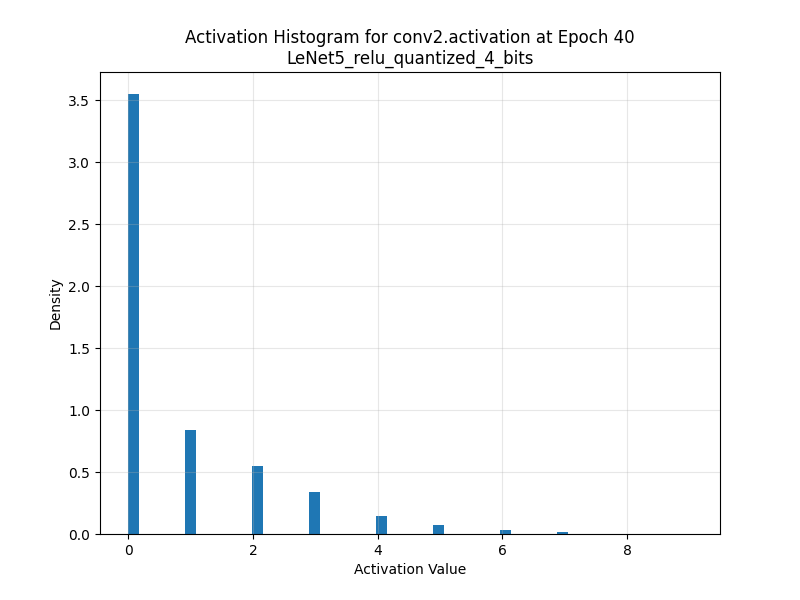 Activation Histogram for conv2.activation at Epoch 40
LeNet5_relu_quantized_4_bits
3.5
3.0
2.5
2.0
1.5
1.0
0.5
0.0
Density
0 2 4 6 8
Activation Value